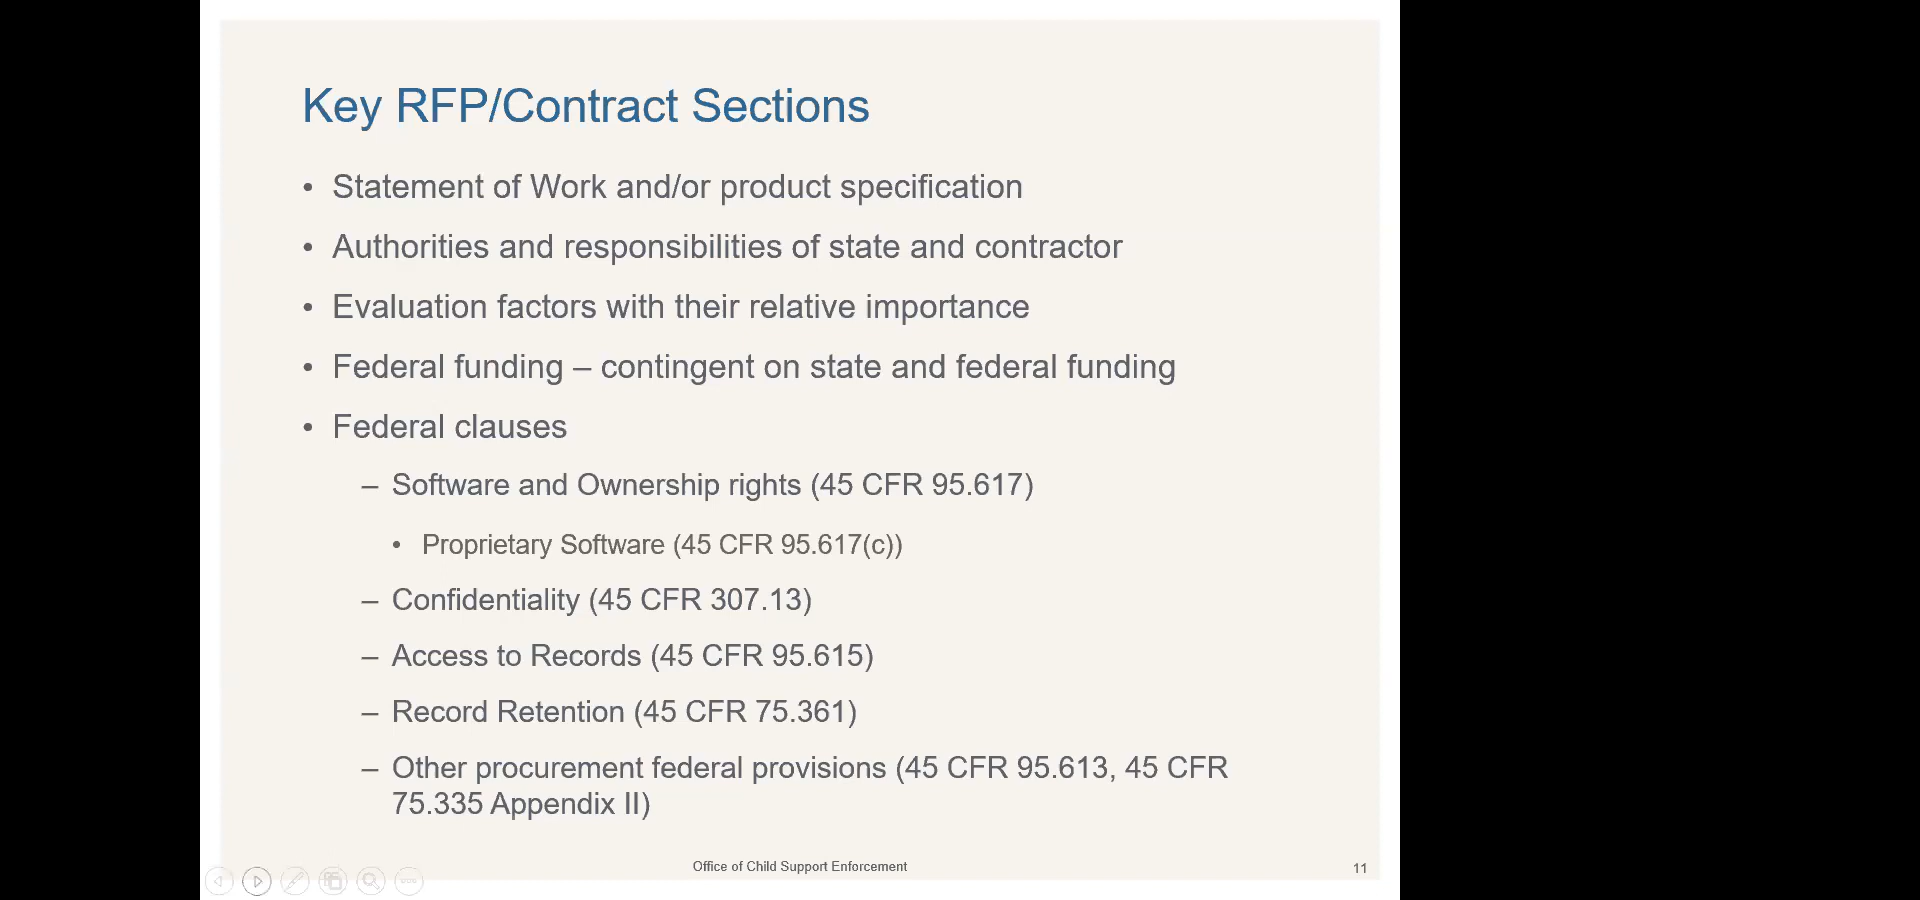 Key RFP/Contract Sections
• Statement of Work and/or product specification
• Authorities and responsibilities of state and contractor
• Evaluation factors with their relative importance
• Federal funding – contingent on state and federal funding
• Federal clauses
– Software and Ownership rights (45 CFR 95.617)
• Proprietary Software (45 CFR 95.617(c))
– Confidentiality (45 CFR 307.13)
– Access to Records (45 CFR 95.615)
– Record Retention (45 CFR 75.361)
– Other procurement federal provisions (45 CFR 95.613, 45 CFR
75.335 Appendix II)
Office of Child Support Enforcement
11